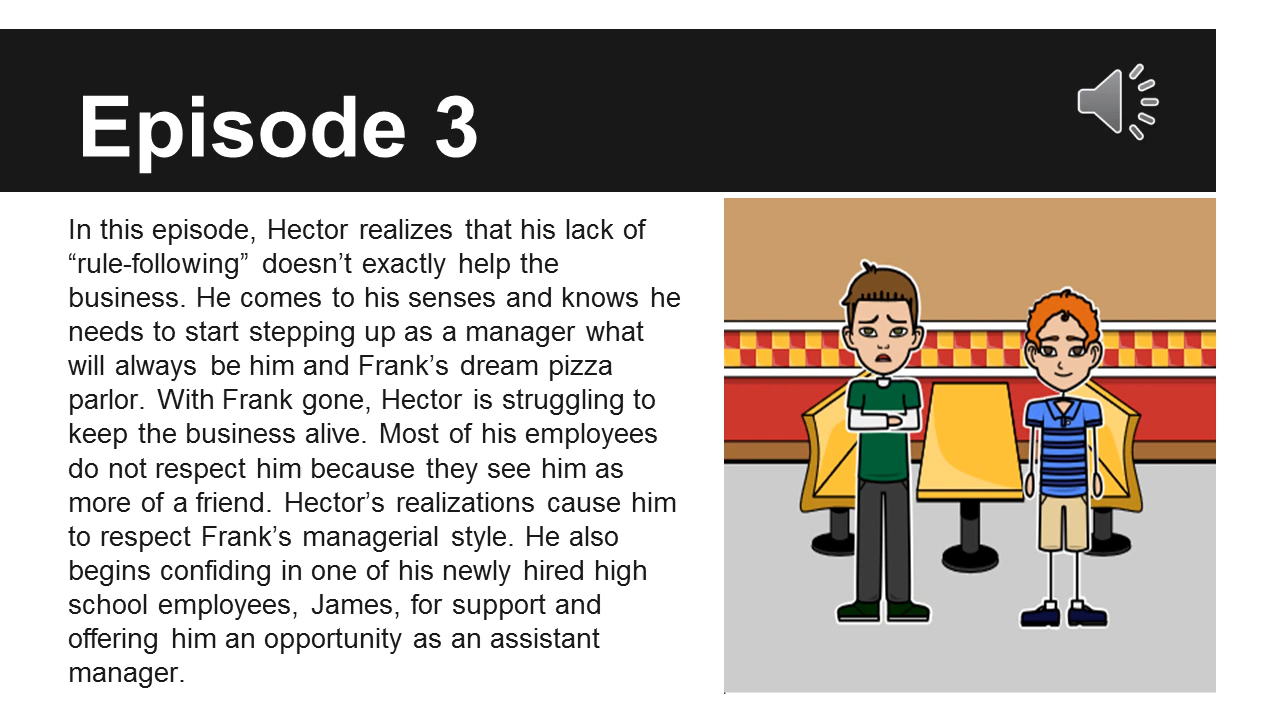 Episode 3
In this episode, Hector realizes that his lack of
“rule-following” doesn’t exactly help the
business. He comes to his senses and knows he
needs to start stepping up as a manager what
will always be him and Frank’s dream pizza
parlor. With Frank gone, Hector is struggling to
keep the business alive. Most of his employees
do not respect him because they see him as
more of a friend. Hector’s realizations cause him
to respect Frank’s managerial style. He also
begins confiding in one of his newly hired high
school employees, James, for support and
offering him an opportunity as an assistant
manager.